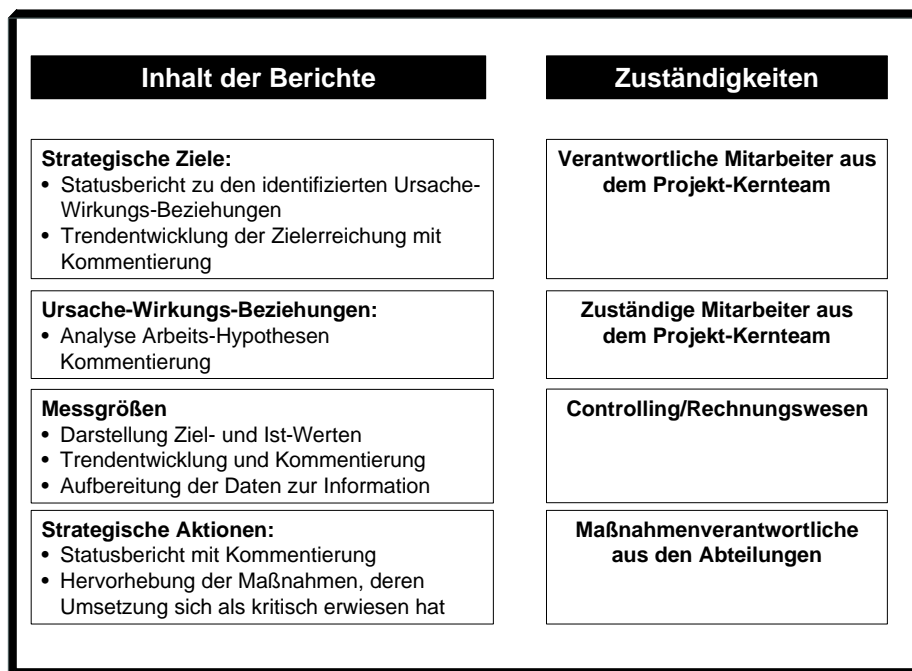 Inhalt der Berichte
Zuständigkeiten
Strategische Ziele:
• Statusbericht zu den identifizierten Ursache-
Wirkungs-Beziehungen
• Trendentwicklung der Zielerreichung mit
Kommentierung
Verantwortliche Mitarbeiter aus
dem Projekt-Kernteam
Ursache-Wirkungs-Beziehungen:
• Analyse Arbeits-Hypothesen
Kommentierung
Zuständige Mitarbeiter aus
dem Projekt-Kernteam
Messgrößen
• Darstellung Ziel- und Ist-Werten
• Trendentwicklung und Kommentierung
• Aufbereitung der Daten zur Information
Controlling/Rechnungswesen
Strategische Aktionen:
• Statusbericht mit Kommentierung
• Hervorhebung der Maßnahmen, deren
Umsetzung sich als kritisch erwiesen hat
Maßnahmenverantwortliche
aus den Abteilungen